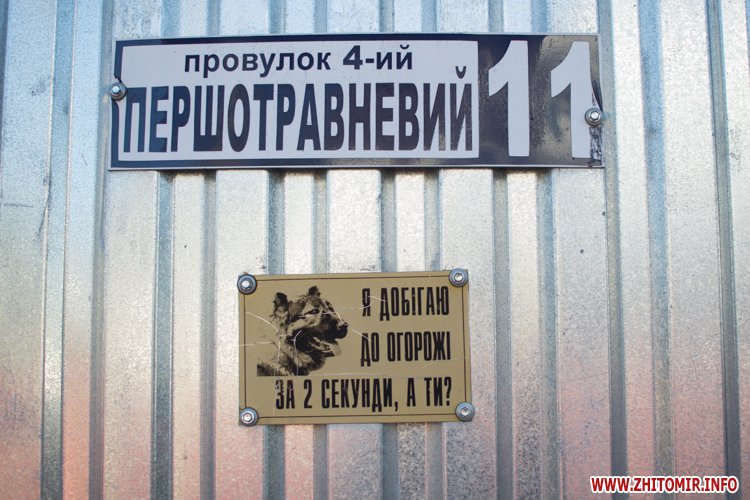 провулок 4-ий
ПЕРШОТРАВНЕВИЙ 11
Я ДОБІГАЮ
ДО ОГОРОЖІ
ЗА 2 СЕКУНДИ, А ТИ?
WWW.ZHITOMIR.INFO